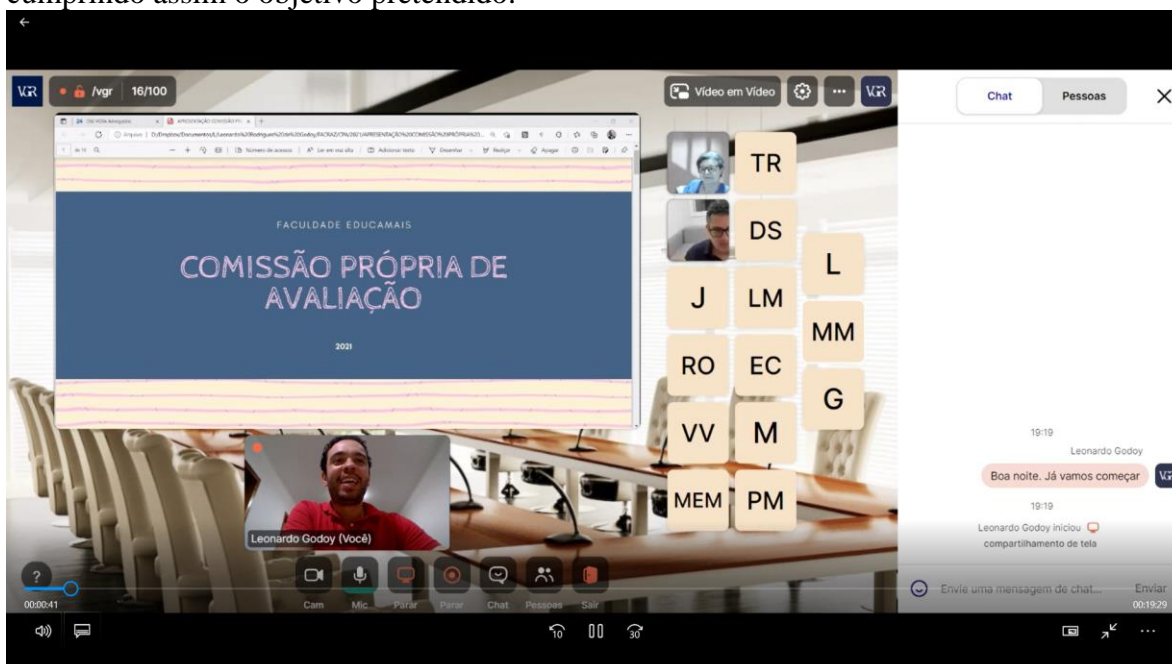 cumprindo assim o objetivo pretendido.
VGR
/vgr 16/100
Vídeo em Vídeo
VGR
Chat
Pessoas
FACULDADE EDUCAMAIS
COMISSÃO PRÓPRIA DE
AVALIAÇÃO
2021
TR
DS
L
J
LM
MM
RO
EC
G
VV
M
MEM
PM
19:19
Leonardo Godoy
Boa noite. Já vamos começar
19:19
Leonardo Godoy iniciou
compartilhamento de tela
Leonardo Godoy (Você)
?
Cam
Mic
Parar
Parar
Chat
Pessoas
Sair
Envie uma mensagem de chat...
Enviar
00:00:41
00:19:29
10
30